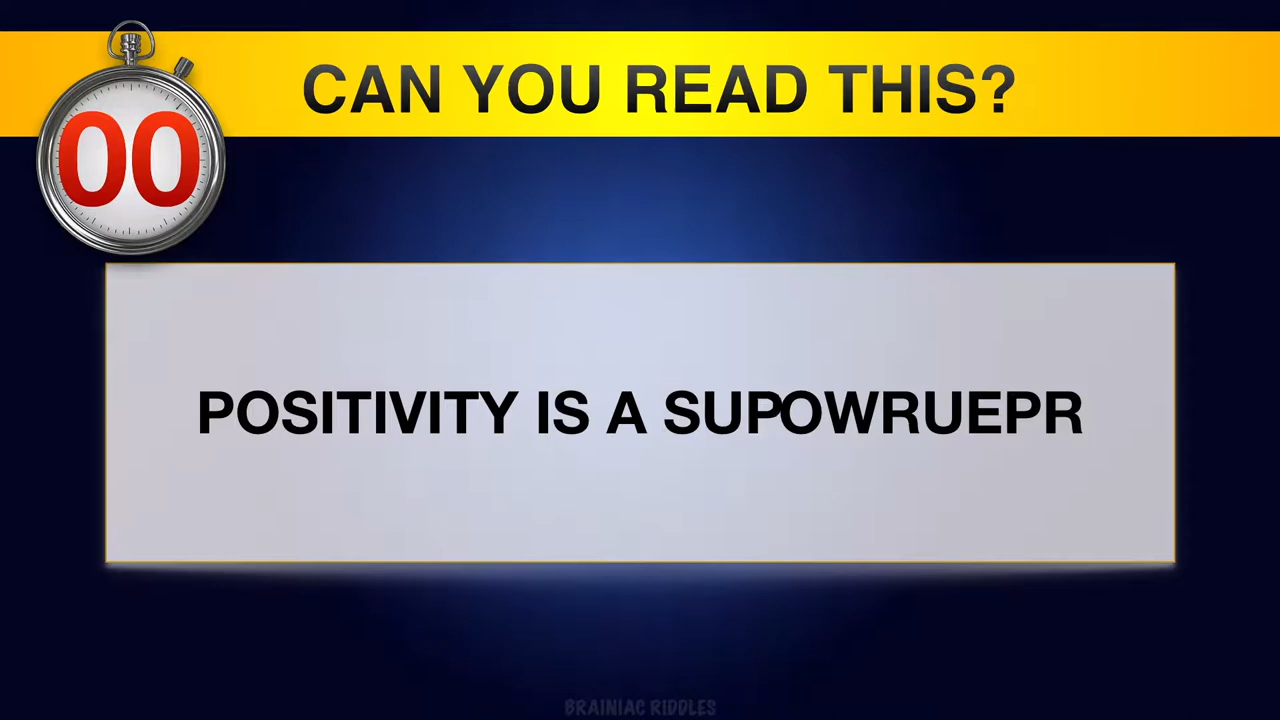 CAN YOU READ THIS?
00
POSITIVITY IS A SUPOWRUEPR
BRAINIAC RIDDLES